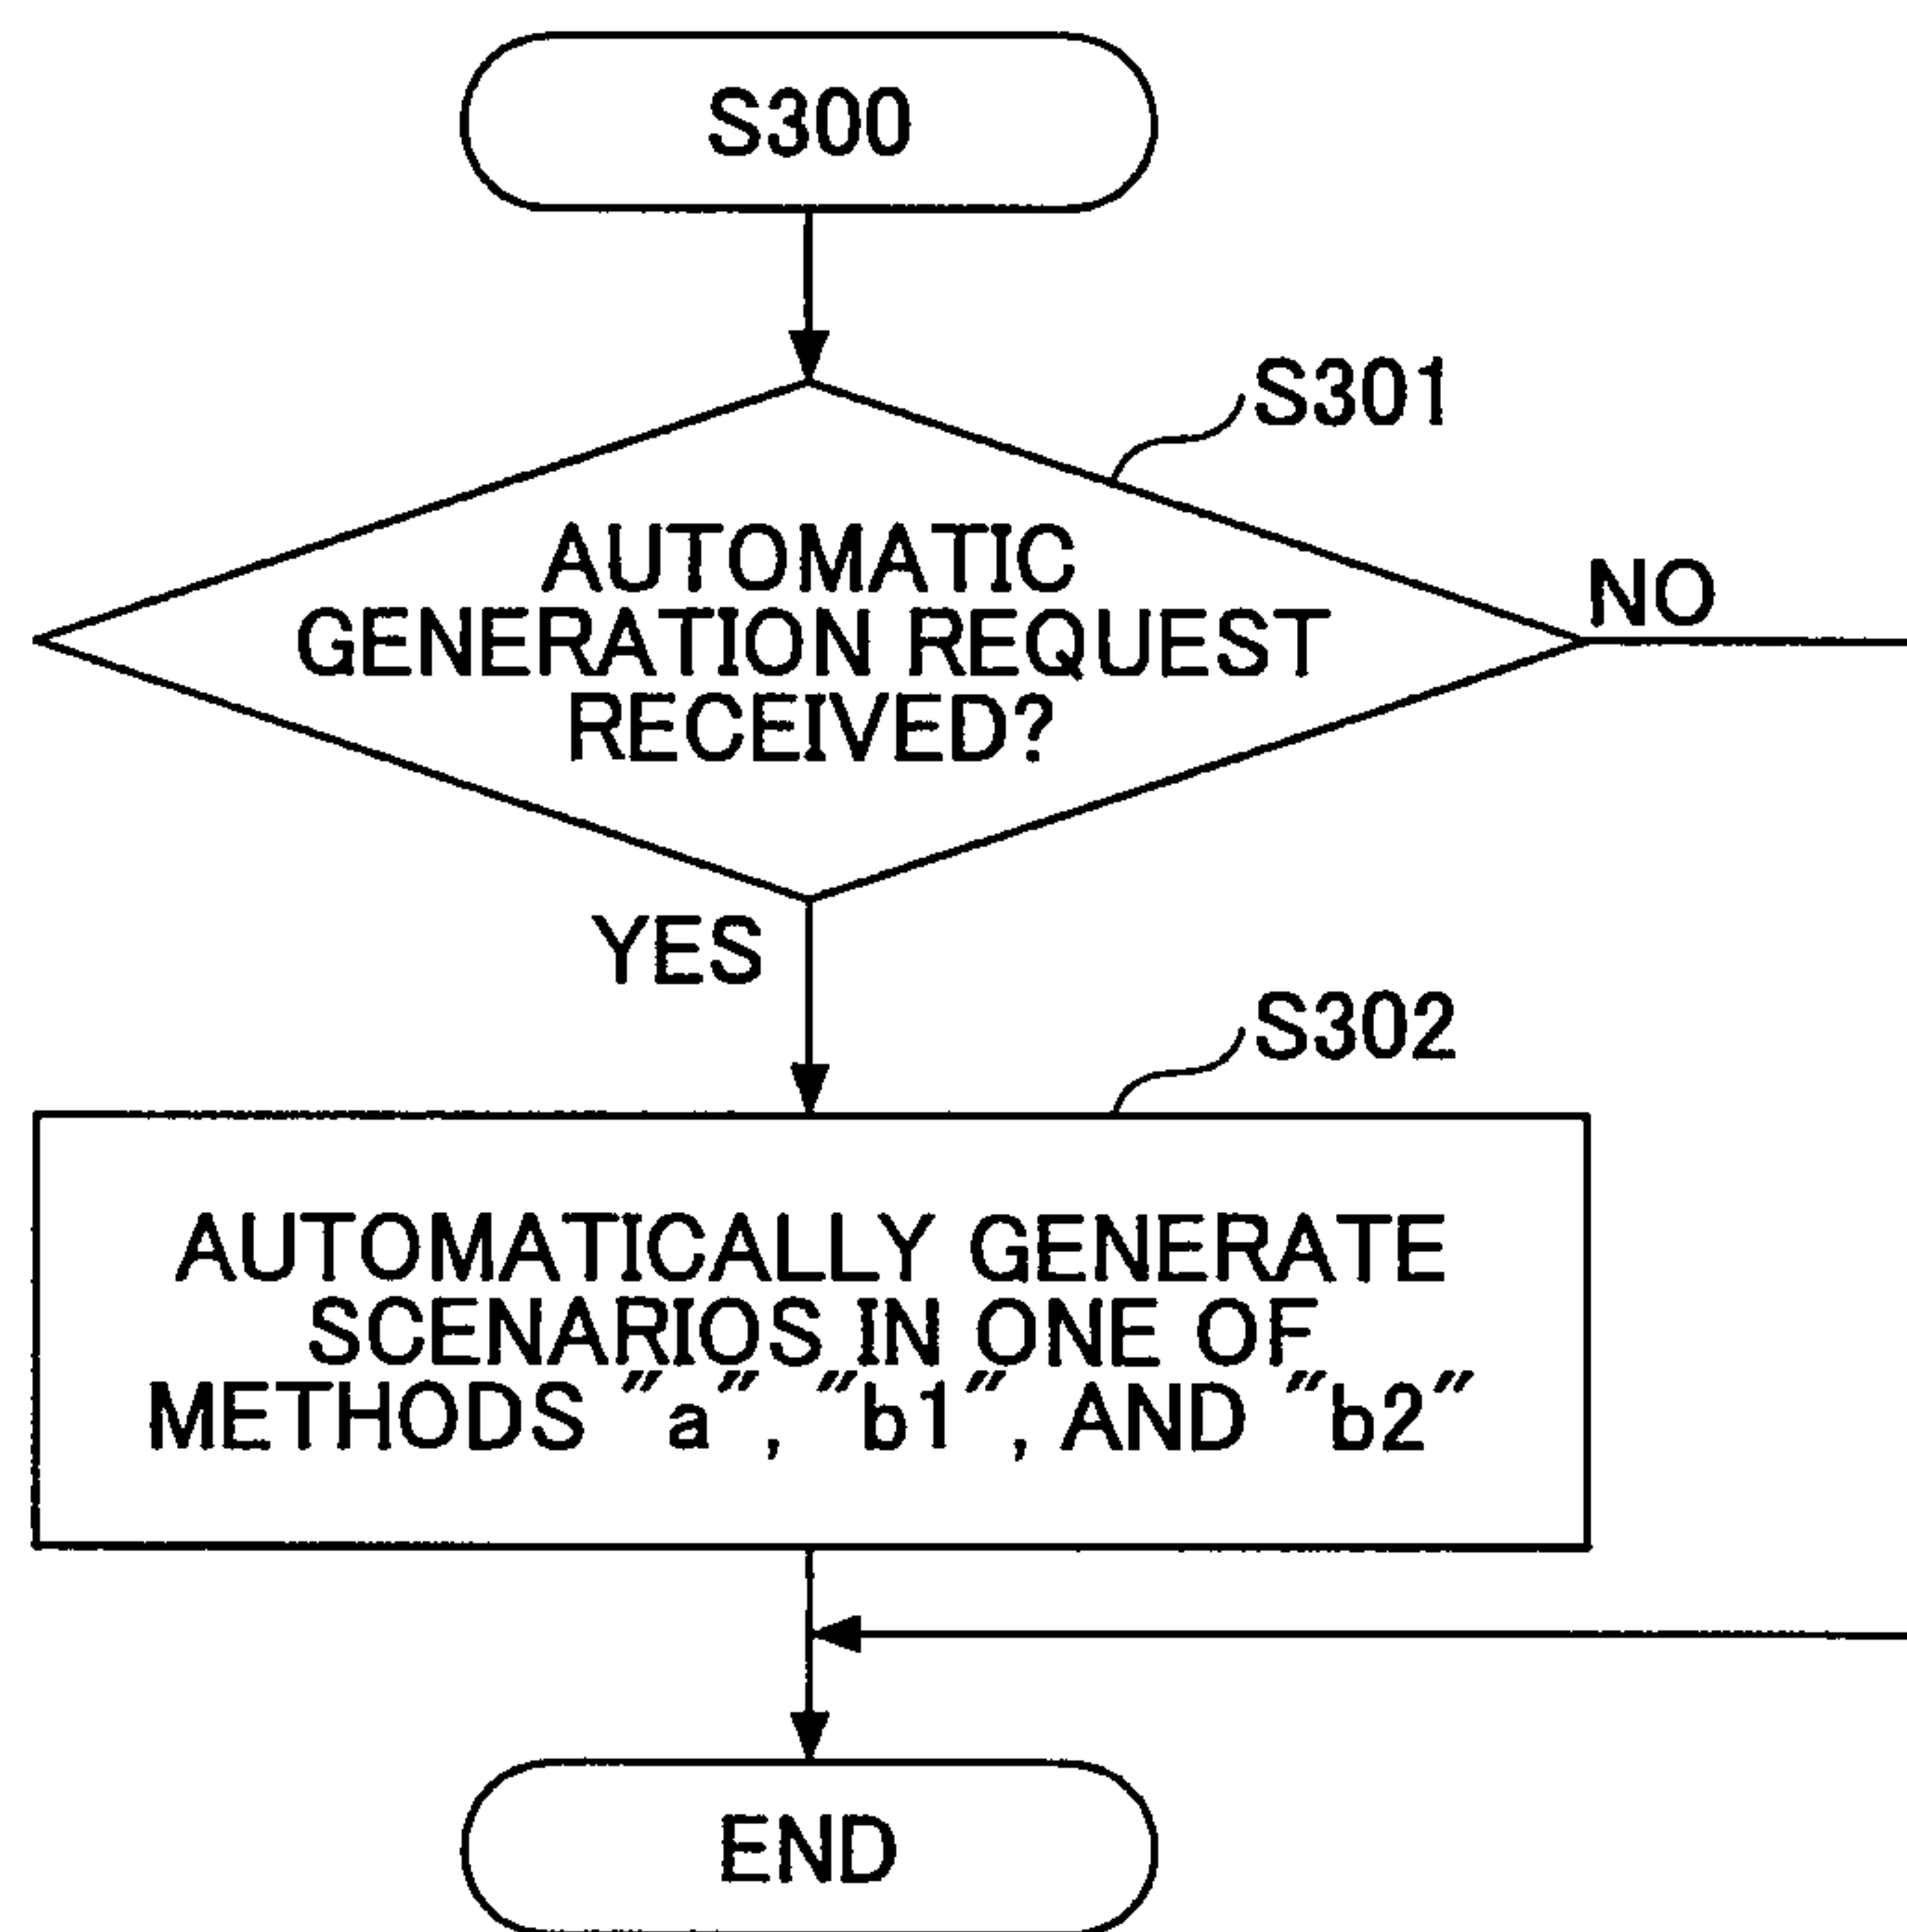 S300
S301
AUTOMATIC
GENERATION REQUEST
RECEIVED?
NO
YES
S302
AUTOMATICALLY GENERATE
SCENARIOS IN ONE OF
METHODS "a", "b1", AND "b2"
END